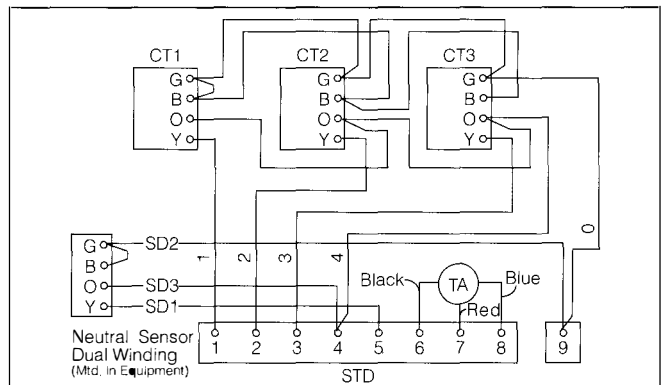 CT1 CT2 CT3
G G G
B B B
O O O
Y Y Y
1 2 3 4 0
G SD2
B
O SD3
Y SD1
Black TA Blue
Red
Neutral Sensor
Dual Winding
(Mtd. In Equipment)
1 2 3 4 5 6 7 8 9
STD